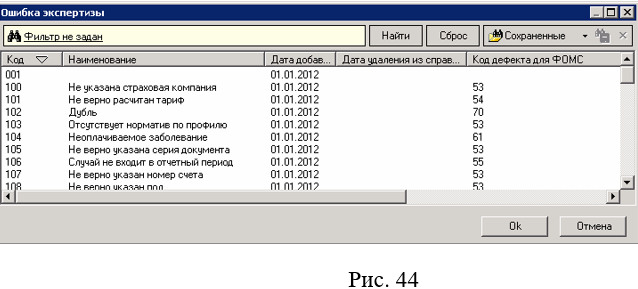 Ошибка экспертизы
Фильтр не задан Найти Сброс Сохраненные
Код Наименование Дата добав... Дата удаления из справ... Код дефекта для ФОМС
001 01.01.2012
100 Не указана страховая компания 01.01.2012 53
101 Не верно расчитан тариф 01.01.2012 54
102 Дубль 01.01.2012 70
103 Отсутствует норматив по профилю 01.01.2012 53
104 Неоплачиваемое заболевание 01.01.2012 61
105 Не верно указана серия документа 01.01.2012 53
106 Случай не входит в отчетный период 01.01.2012 55
107 Не верно указан номер счета 01.01.2012 53
108 Не верно указан пол 01.01.2012 53
Ok Отмена
Рис. 44